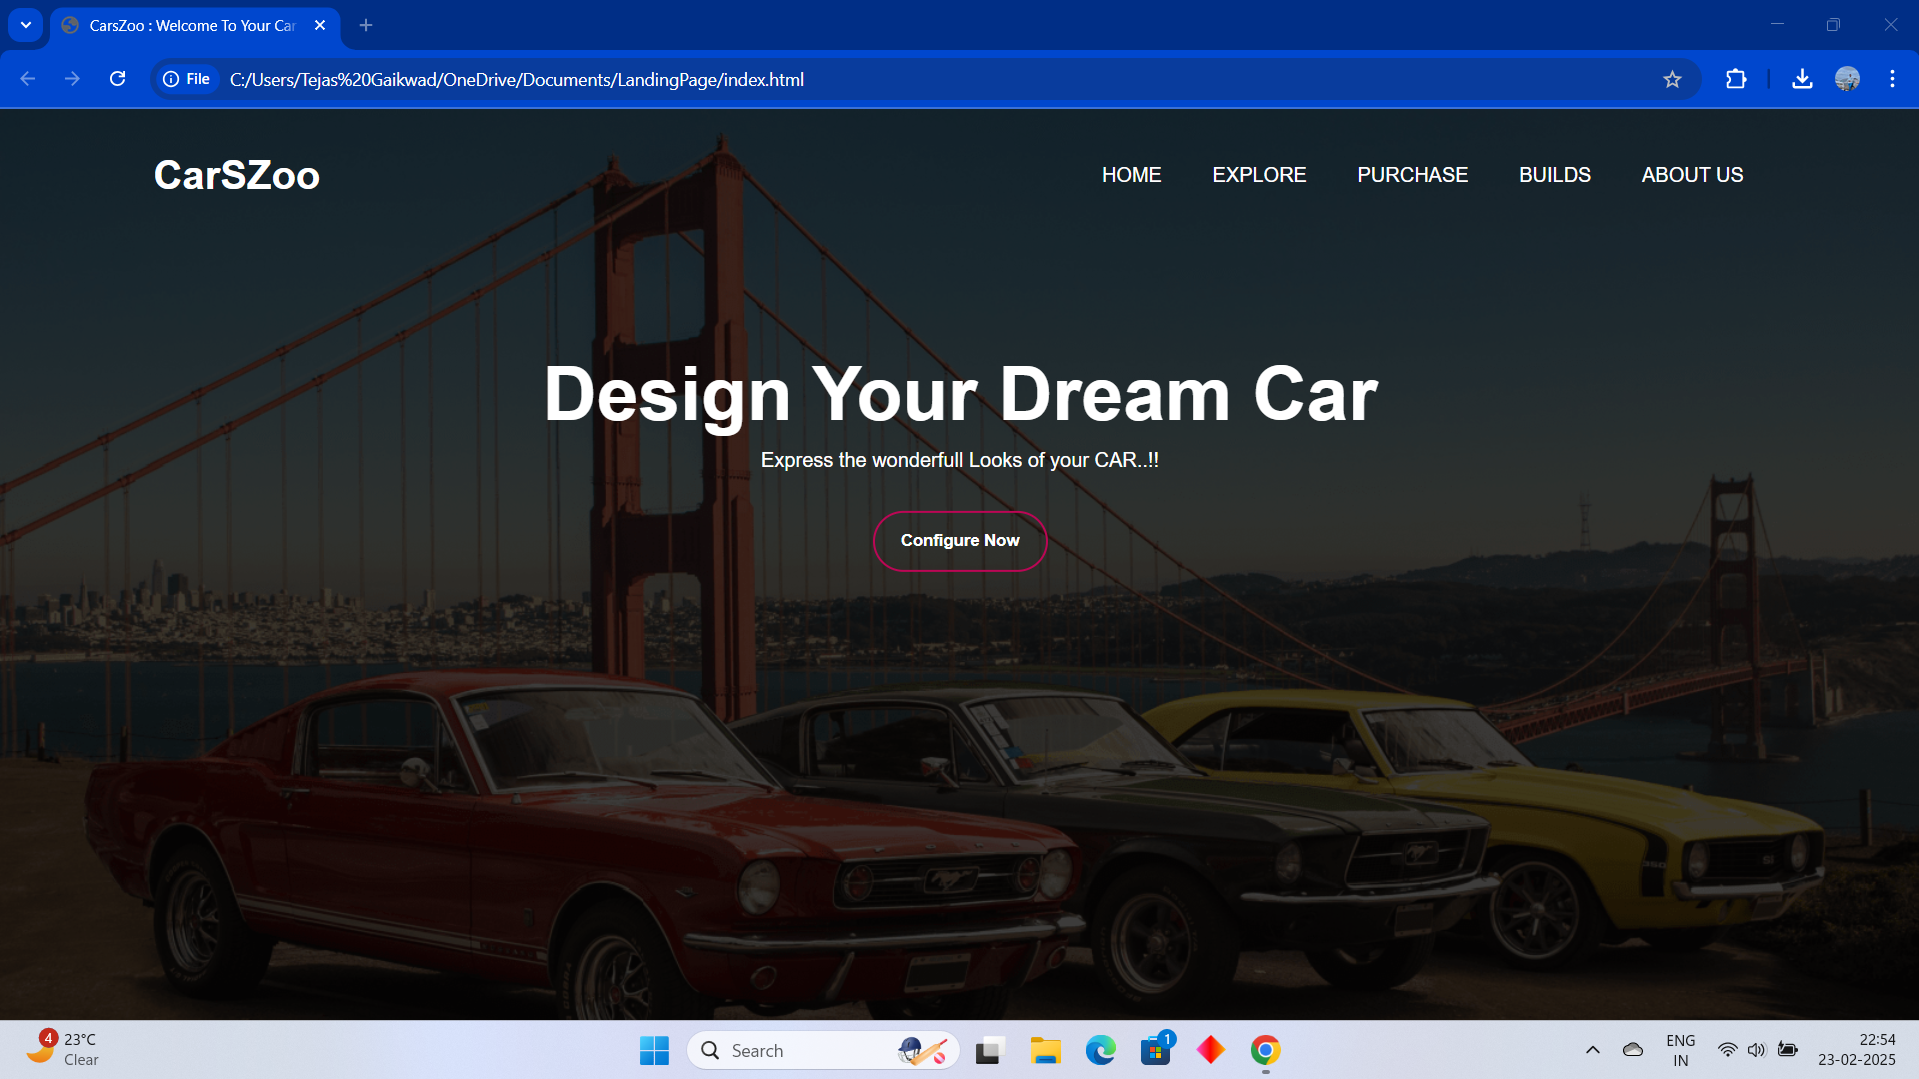 CarsZoo : Welcome To Your Car
File
C:/Users/Tejas%20Gaikwad/OneDrive/Documents/LandingPage/index.html
CarSZoo
HOME
EXPLORE
PURCHASE
BUILDS
ABOUT US
Design Your Dream Car
Express the wonderfull Looks of your CAR..!!
Configure Now
350
4
23°C
Clear
Search
1
ENG
IN
22:54
23-02-2025